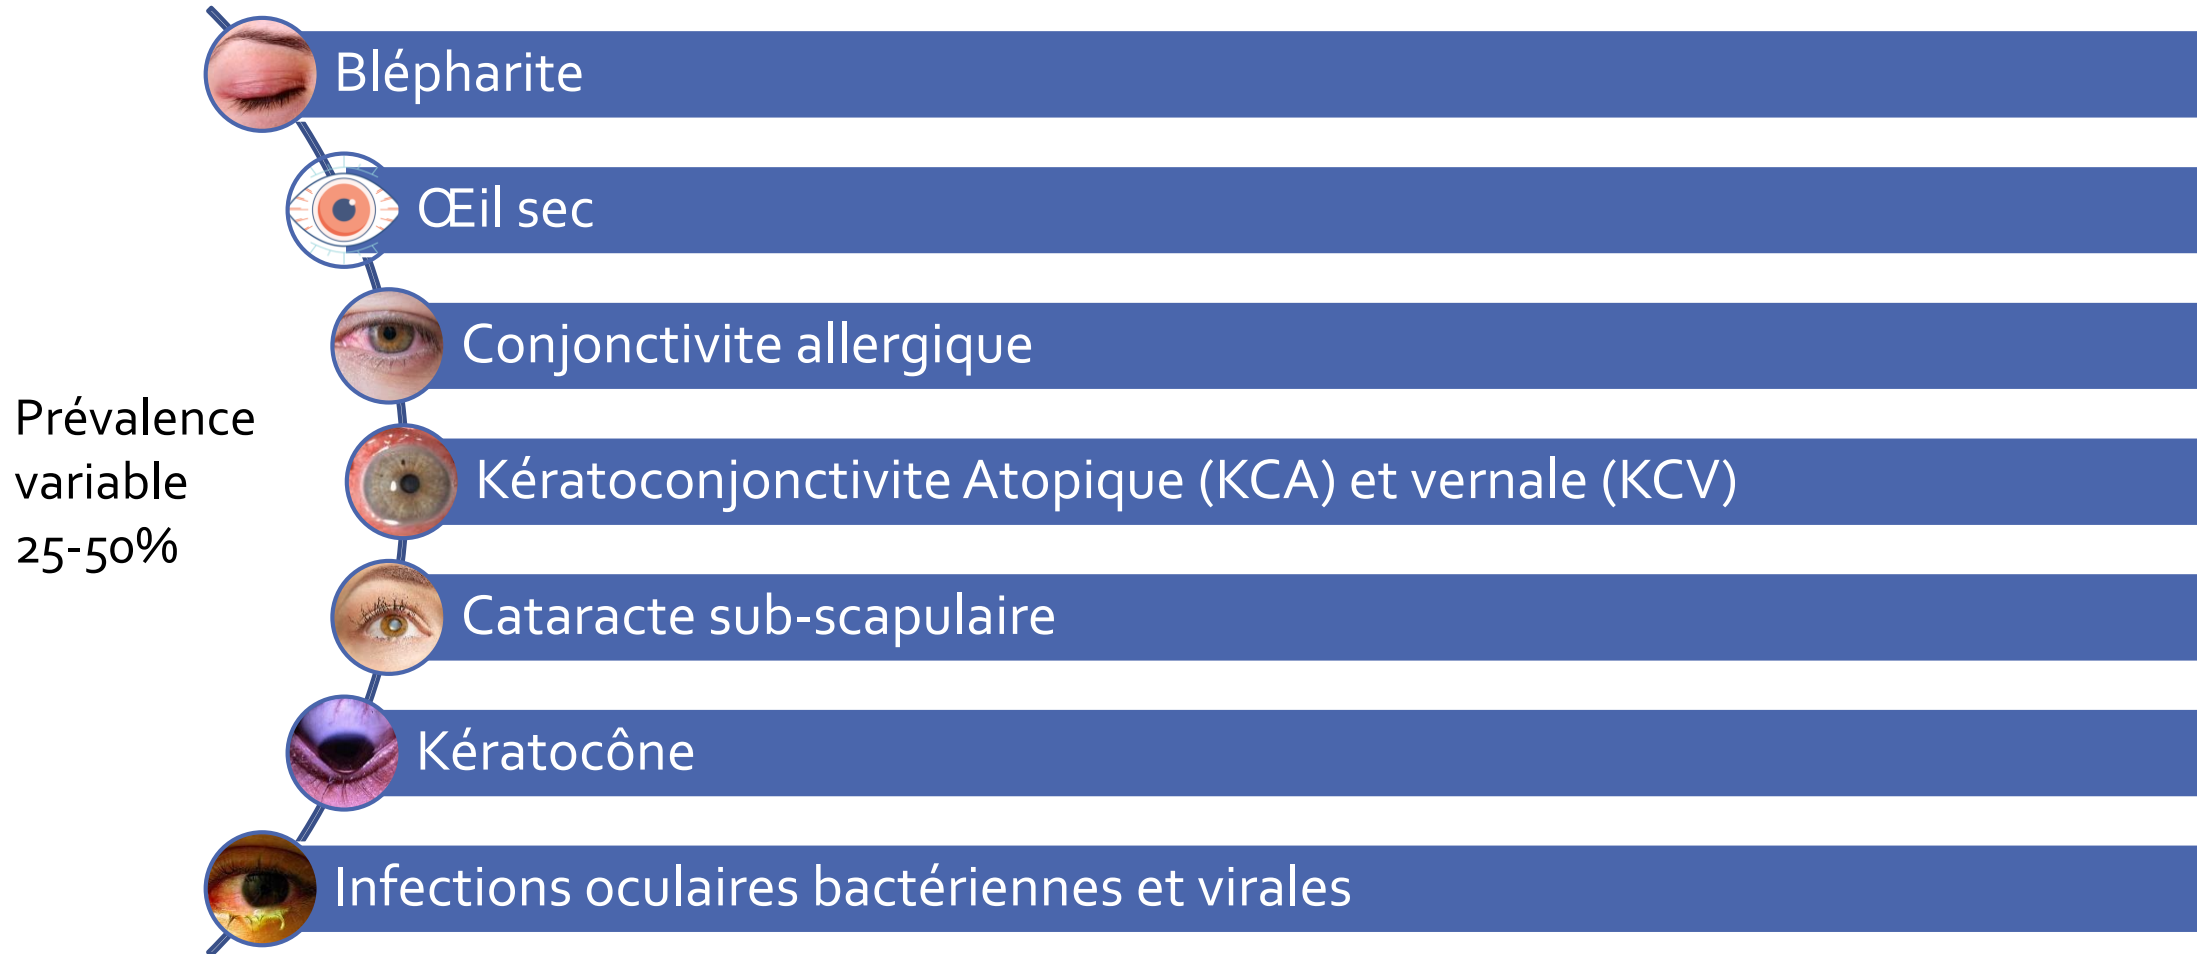 Blépharite
Œil sec
Conjonctivite allergique
Prévalence
variable
25-50%
Kératoconjonctivite Atopique (KCA) et vernale (KCV)
Cataracte sub-scapulaire
Kératocône
Infections oculaires bactériennes et virales